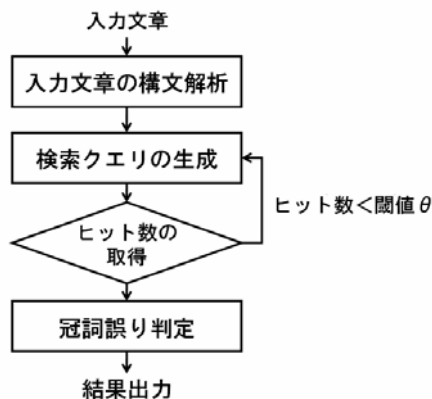 入力文章
入力文章の構文解析
検索クエリの生成
ヒット数の
取得
ヒット数＜閾値θ
冠詞誤り判定
結果出力